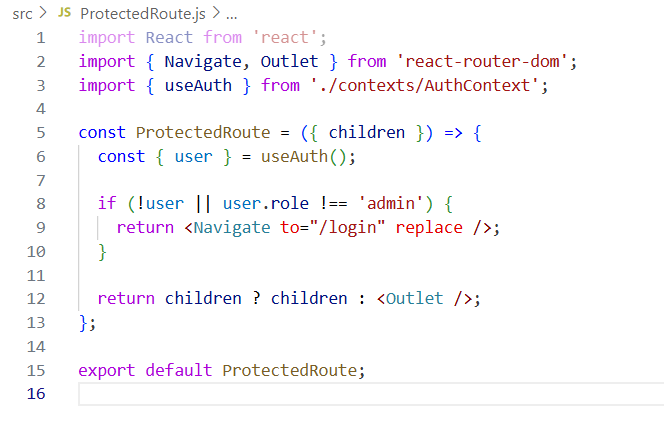 src > JS ProtectedRoute.js > ...
1 import React from 'react';
2 import { Navigate, Outlet } from 'react-router-dom';
3 import { useAuth } from './contexts/AuthContext';
4
5 const ProtectedRoute = ({ children }) => {
6   const { user } = useAuth();
7
8   if (!user || user.role !== 'admin') {
9     return <Navigate to="/login" replace />;
10   }
11
12   return children ? children : <Outlet />;
13 };
14
15 export default ProtectedRoute;
16